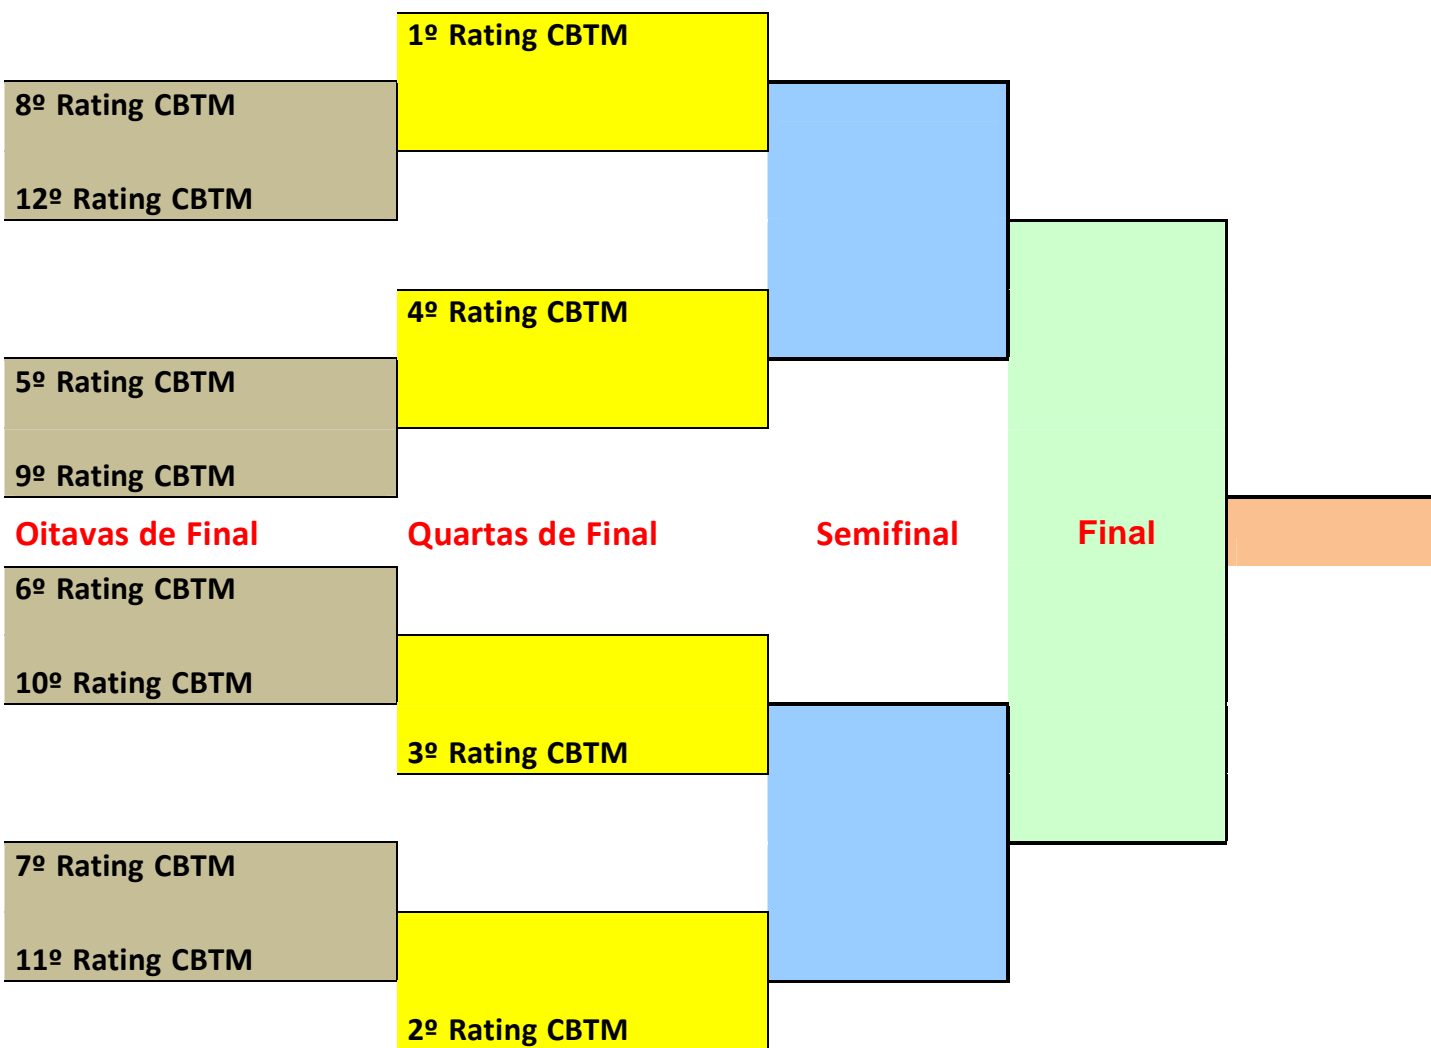 1º Rating CBTM
8º Rating CBTM
12º Rating CBTM
4º Rating CBTM
5º Rating CBTM
9º Rating CBTM
Oitavas de Final
Quartas de Final
Semifinal
Final
6º Rating CBTM
10º Rating CBTM
3º Rating CBTM
7º Rating CBTM
11º Rating CBTM
2º Rating CBTM